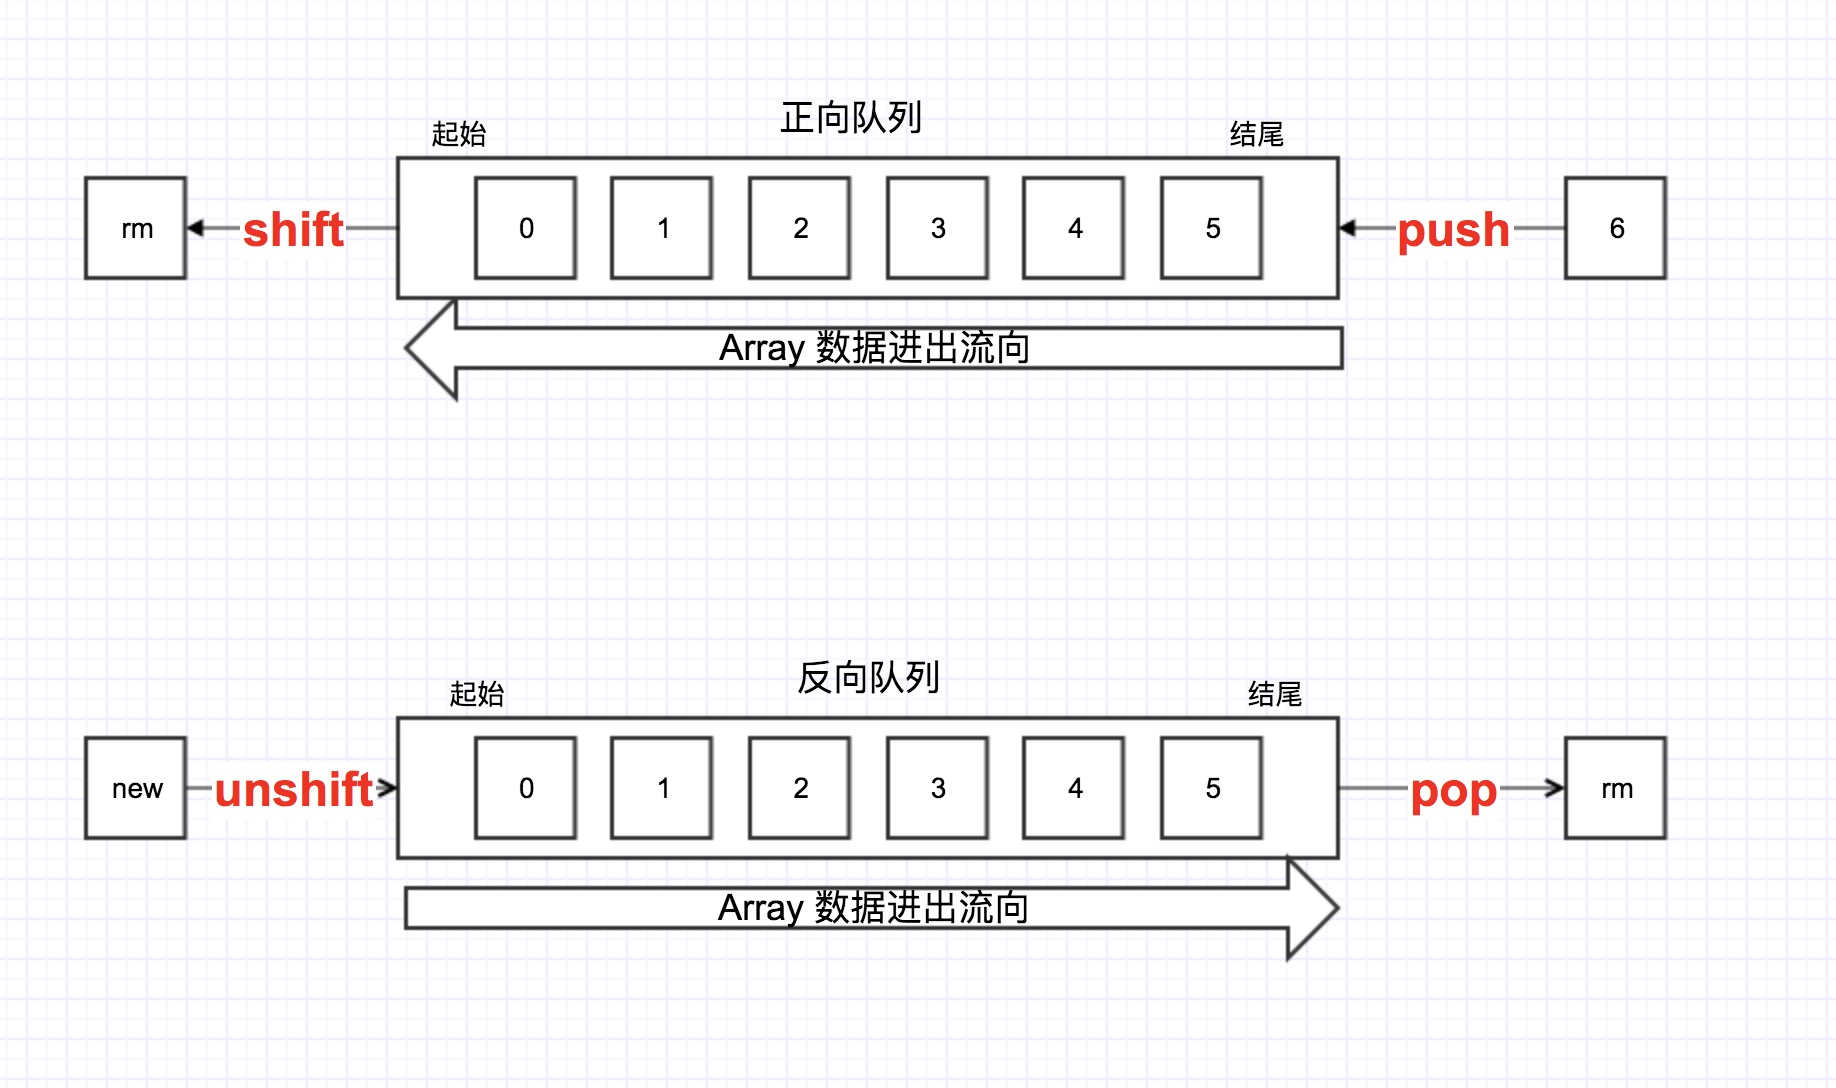 正向队列
起始
结尾
rm
shift
0
1
2
3
4
5
push
6
Array 数据进出流向
反向队列
起始
结尾
new
unshift
0
1
2
3
4
5
pop
rm
Array 数据进出流向